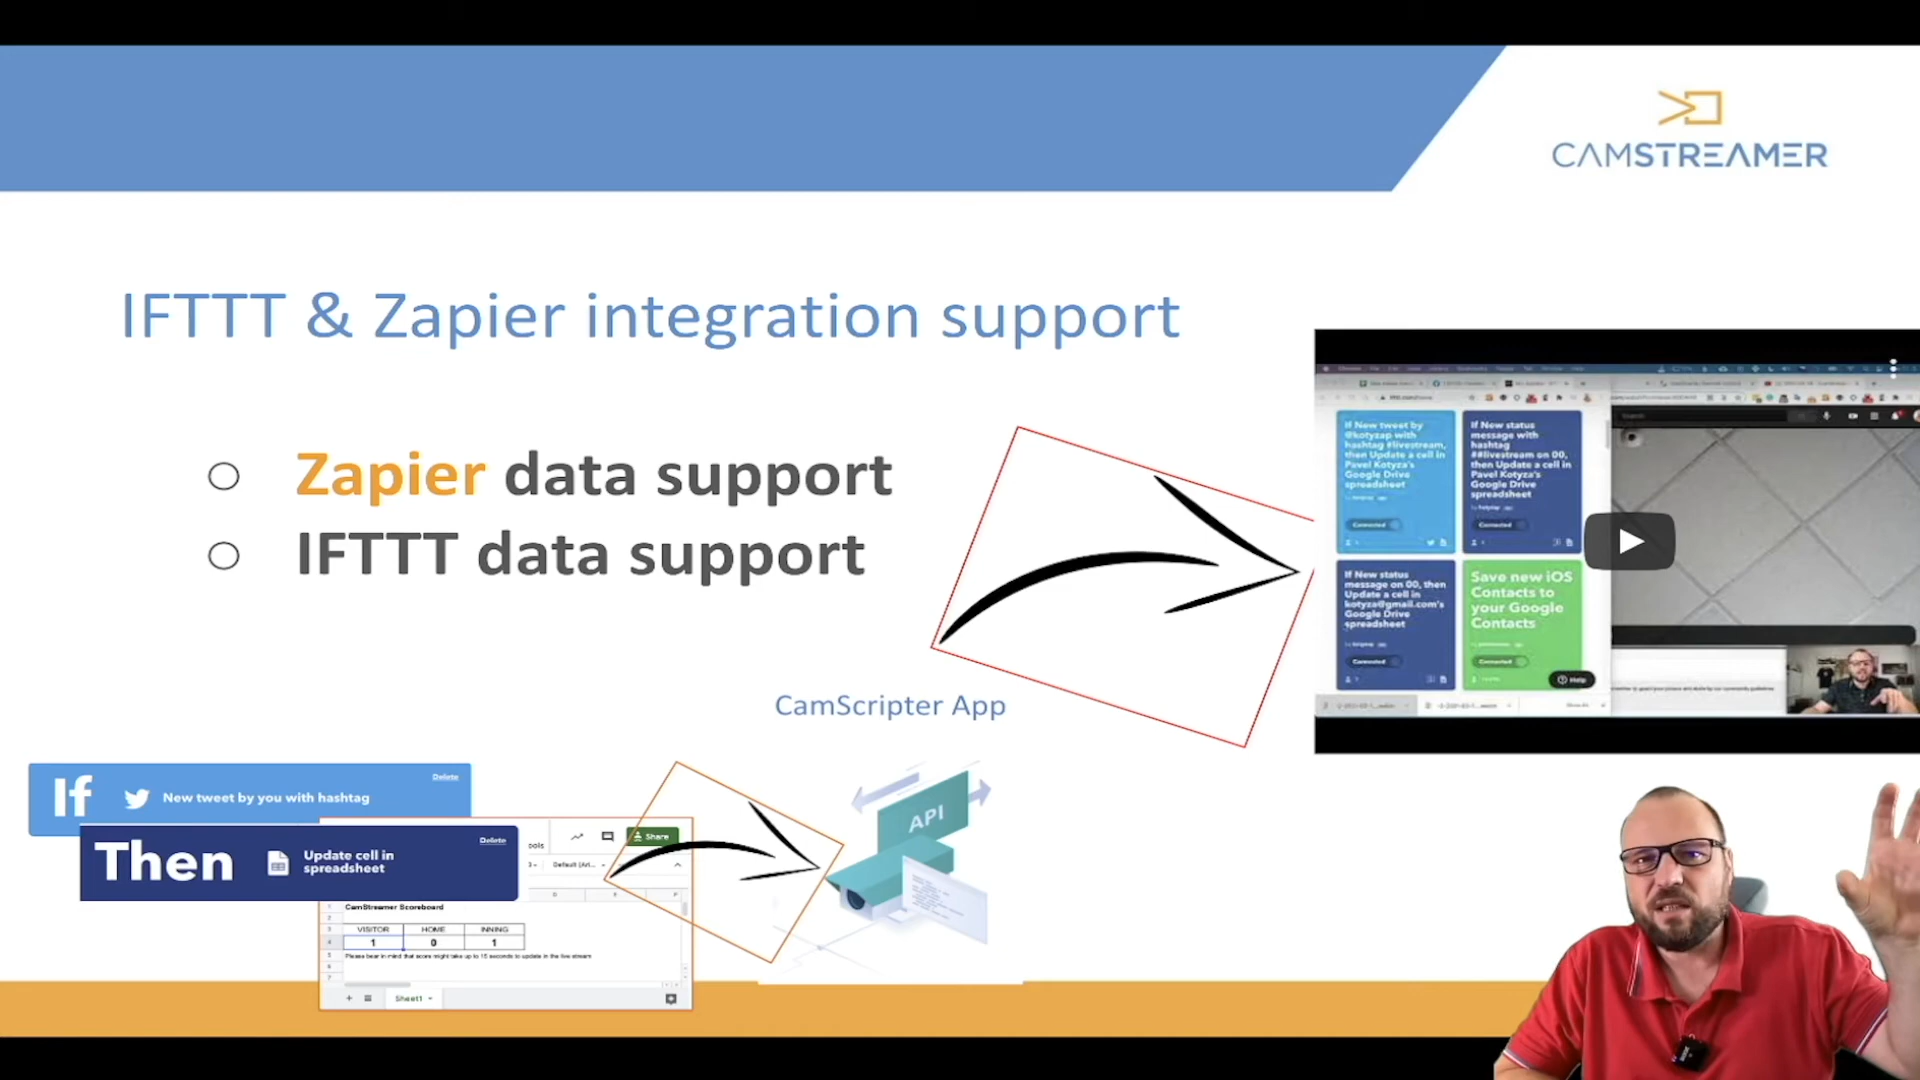 CAMSTREAMER
IFTTT & Zapier integration support
Zapier data support
IFTTT data support
If New tweet by
@kotyzap with
hashtag #livestream,
then Update a cell in
Pavel Kotyza's
Google Drive
spreadsheet
Connected
If New status
message with
hashtag
##livestream on 00,
then Update a cell in
Pavel Kotyza's
Google Drive
spreadsheet
Connected
If New status
message on 00, then
Update a cell in
kotyza@gmail.com's
Google Drive
spreadsheet
Connected
Save new iOS
Contacts to
your Google
Contacts
Connected
Help
CamScripter App
API
If
New tweet by you with hashtag
Delete
Then
Update cell in
spreadsheet
Delete
ools
Share
Default (Ari...
CamStreamer Scoreboard
VISITOR HOME INNING
1 0 1
Please bear in mind that score might take up to 15 seconds to update in the live stream
Sheet1